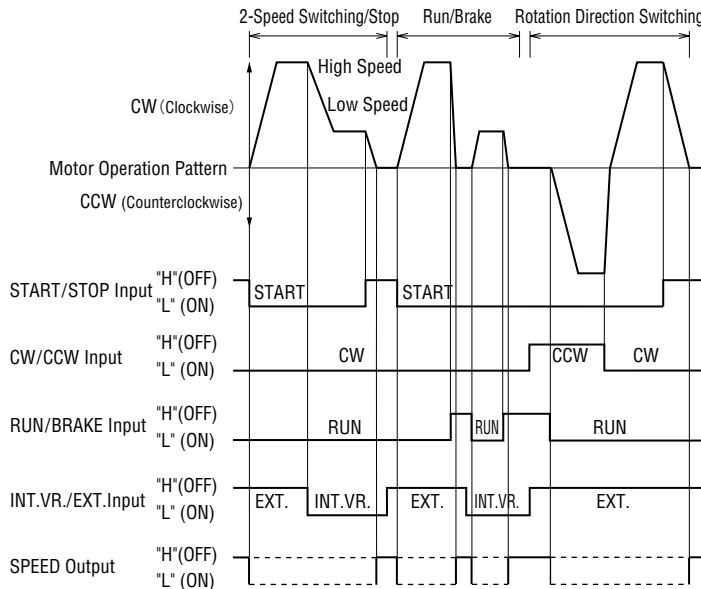 2-Speed Switching/Stop Run/Brake Rotation Direction Switching
High Speed
CW (Clockwise)
Low Speed
Motor Operation Pattern
CCW (Counterclockwise)
START/STOP Input "H"(OFF)
"L" (ON)
START START
CW/CCW Input "H"(OFF)
"L" (ON)
CW CCW CW
RUN/BRAKE Input "H"(OFF)
"L" (ON)
RUN RUN RUN
INT.VR./EXT.Input "H"(OFF)
"L" (ON)
EXT. INT.VR. EXT. INT.VR. EXT.
SPEED Output "H"(OFF)
"L" (ON)